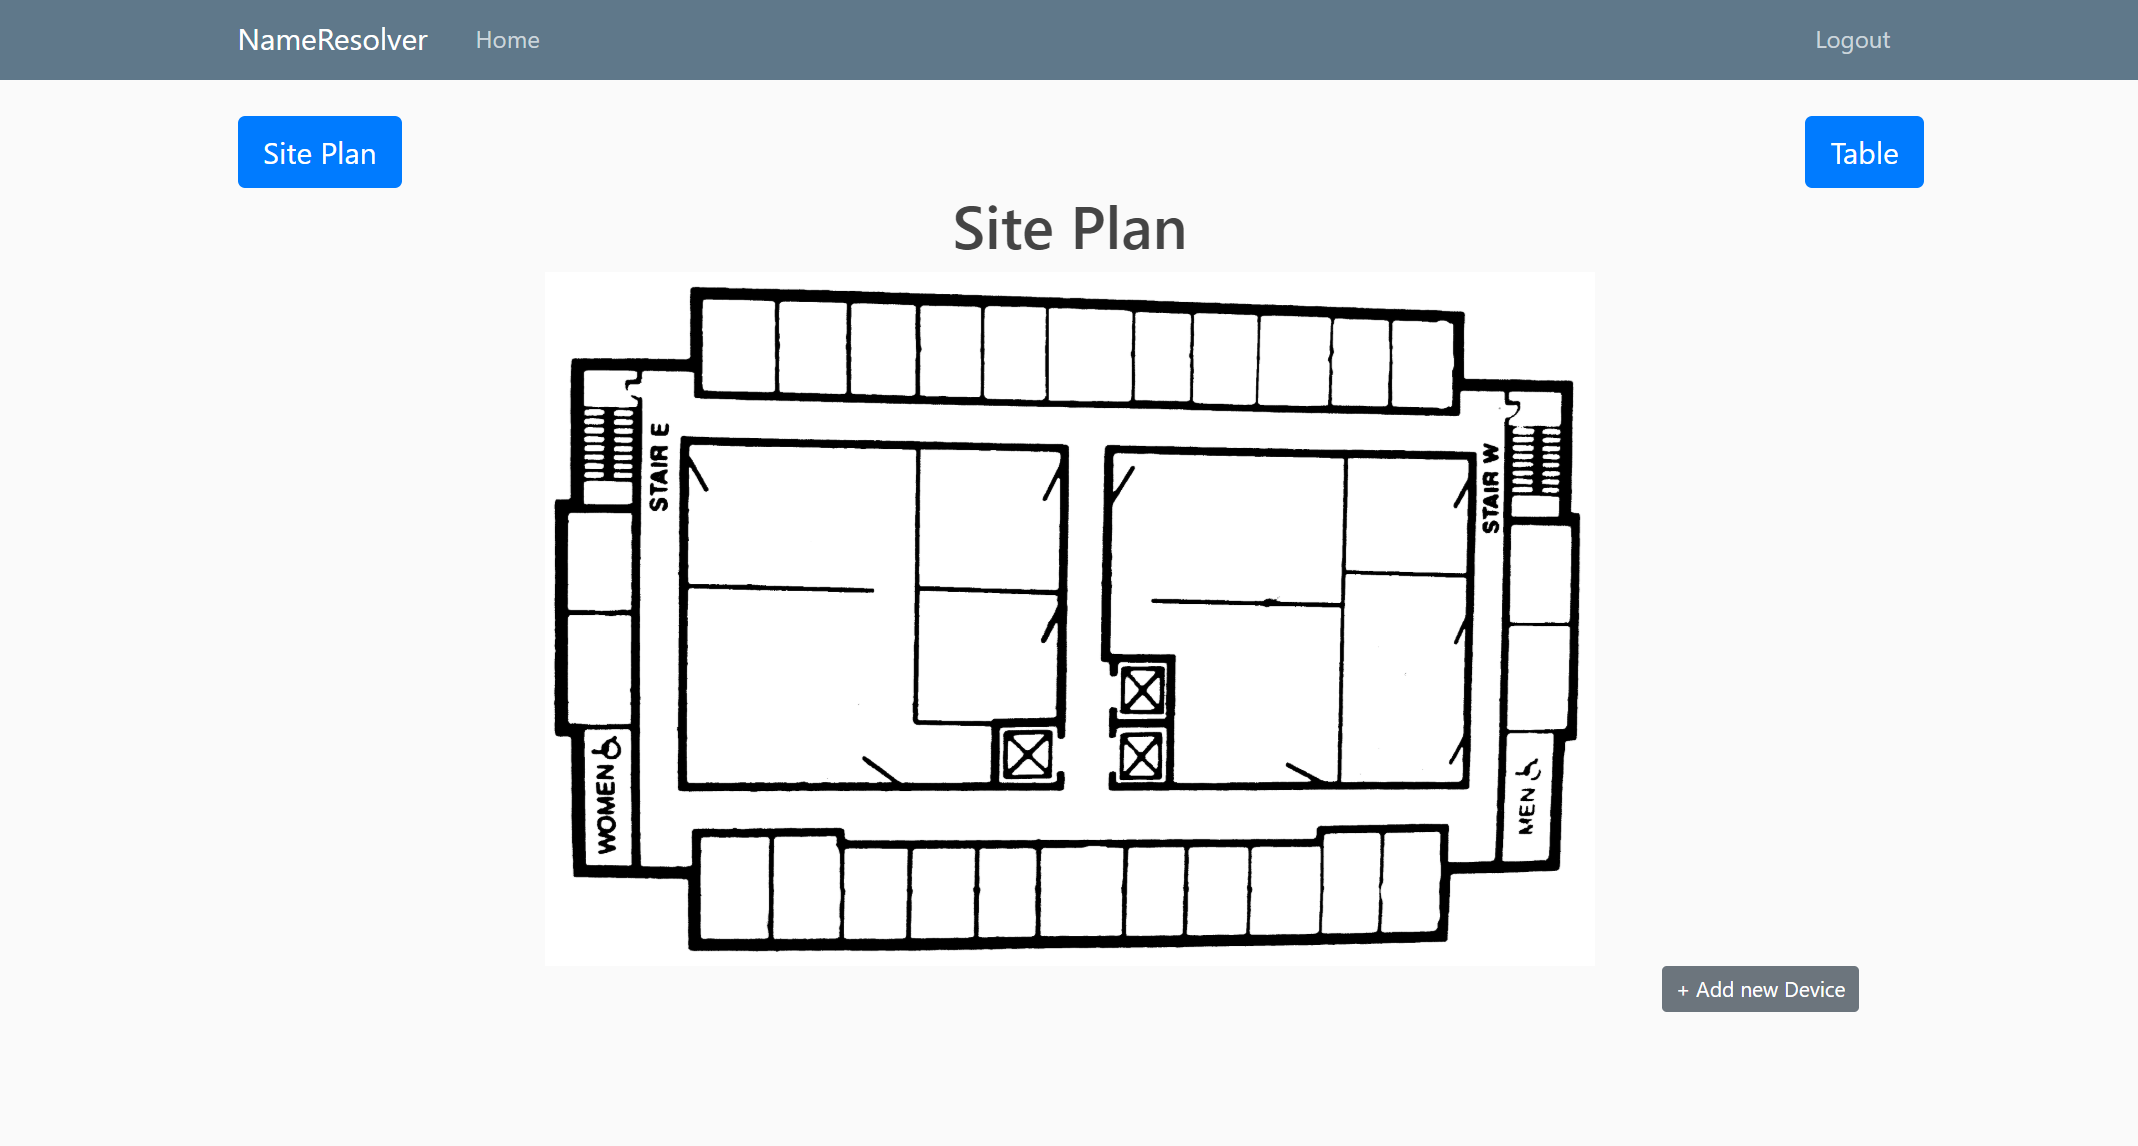 NameResolver Home Logout
Site Plan Table
Site Plan
STAIR E
STAIR W
WOMEN
MEN
+ Add new Device